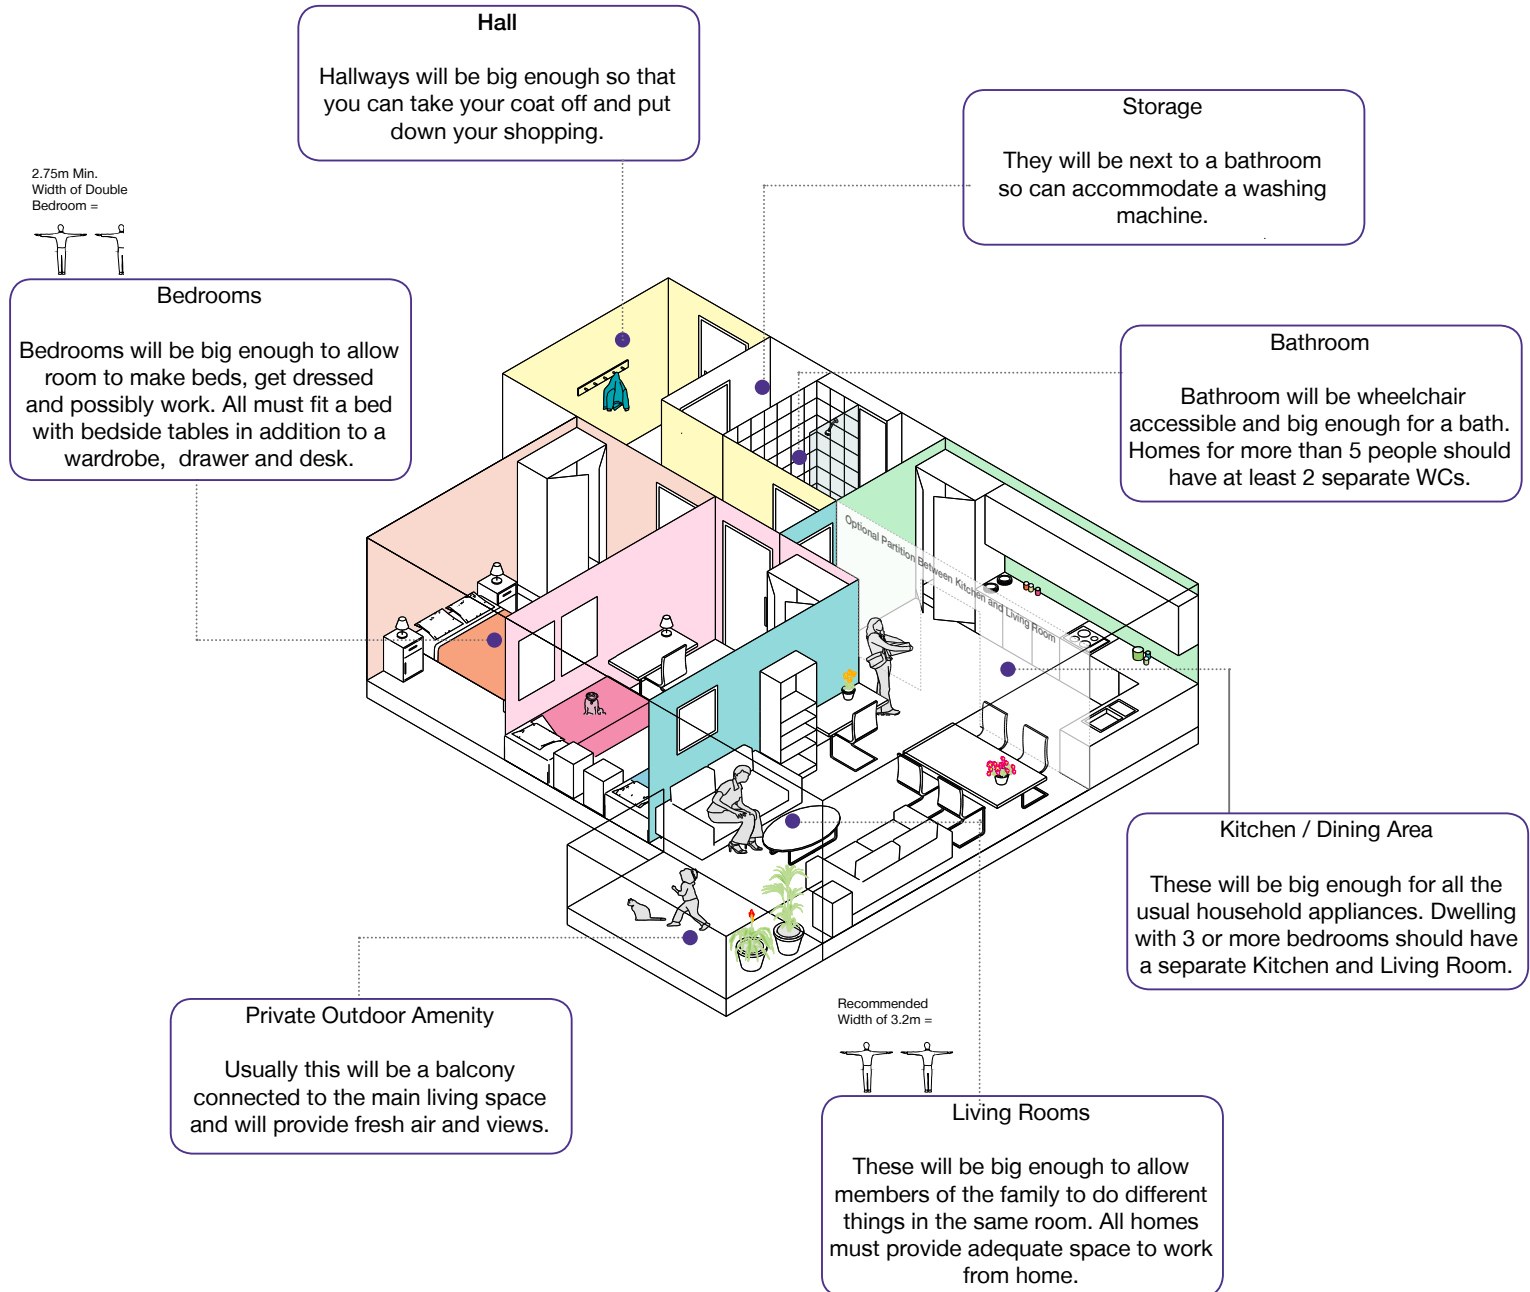 Hall
Hallways will be big enough so that
you can take your coat off and put
down your shopping.
Storage
They will be next to a bathroom
so can accommodate a washing
machine.
2.75m Min.
Width of Double
Bedroom =
Bedrooms
Bedrooms will be big enough to allow
room to make beds, get dressed
and possibly work. All must fit a bed
with bedside tables in addition to a
wardrobe, drawer and desk.
Bathroom
Bathroom will be wheelchair
accessible and big enough for a bath.
Homes for more than 5 people should
have at least 2 separate WCs.
Optional Partition Between Kitchen and Living Room
Kitchen / Dining Area
These will be big enough for all the
usual household appliances. Dwelling
with 3 or more bedrooms should have
a separate Kitchen and Living Room.
Private Outdoor Amenity
Usually this will be a balcony
connected to the main living space
and will provide fresh air and views.
Recommended
Width of 3.2m =
Living Rooms
These will be big enough to allow
members of the family to do different
things in the same room. All homes
must provide adequate space to work
from home.